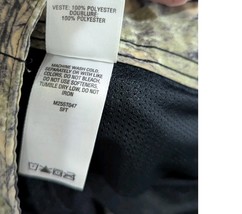 VESTE: 100% POLYESTER
DOUBLURE
100% POLYESTER
MACHINE WASH COLD,
SEPARATELY OR WITH LIKE
COLORS. DO NOT BLEACH.
DO NOT USE SOFTENERS.
TUMBLE DRY LOW. DO NOT
IRON
M25ST047
SFT